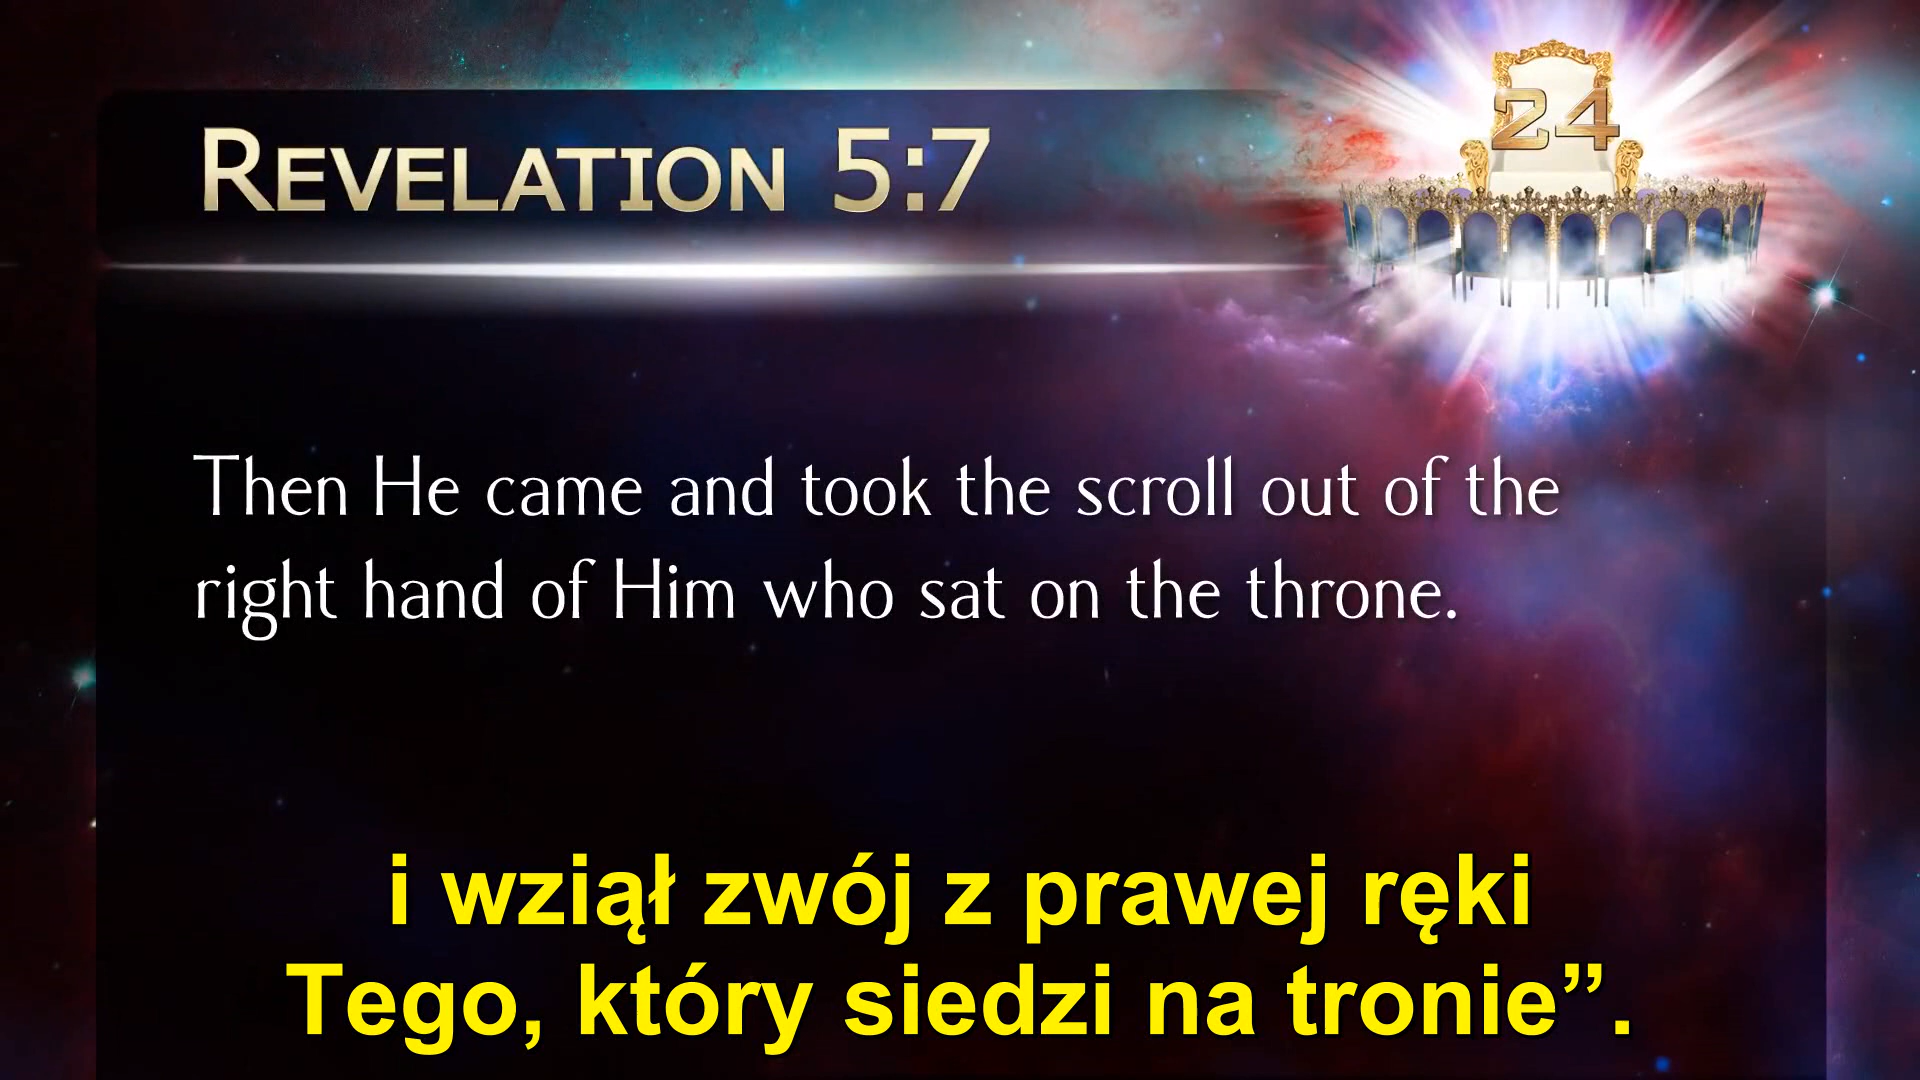 24
REVELATION 5:7
Then He came and took the scroll out of the
right hand of Him who sat on the throne.
i wziął zwój z prawej ręki
Tego, który siedzi na tronie”.